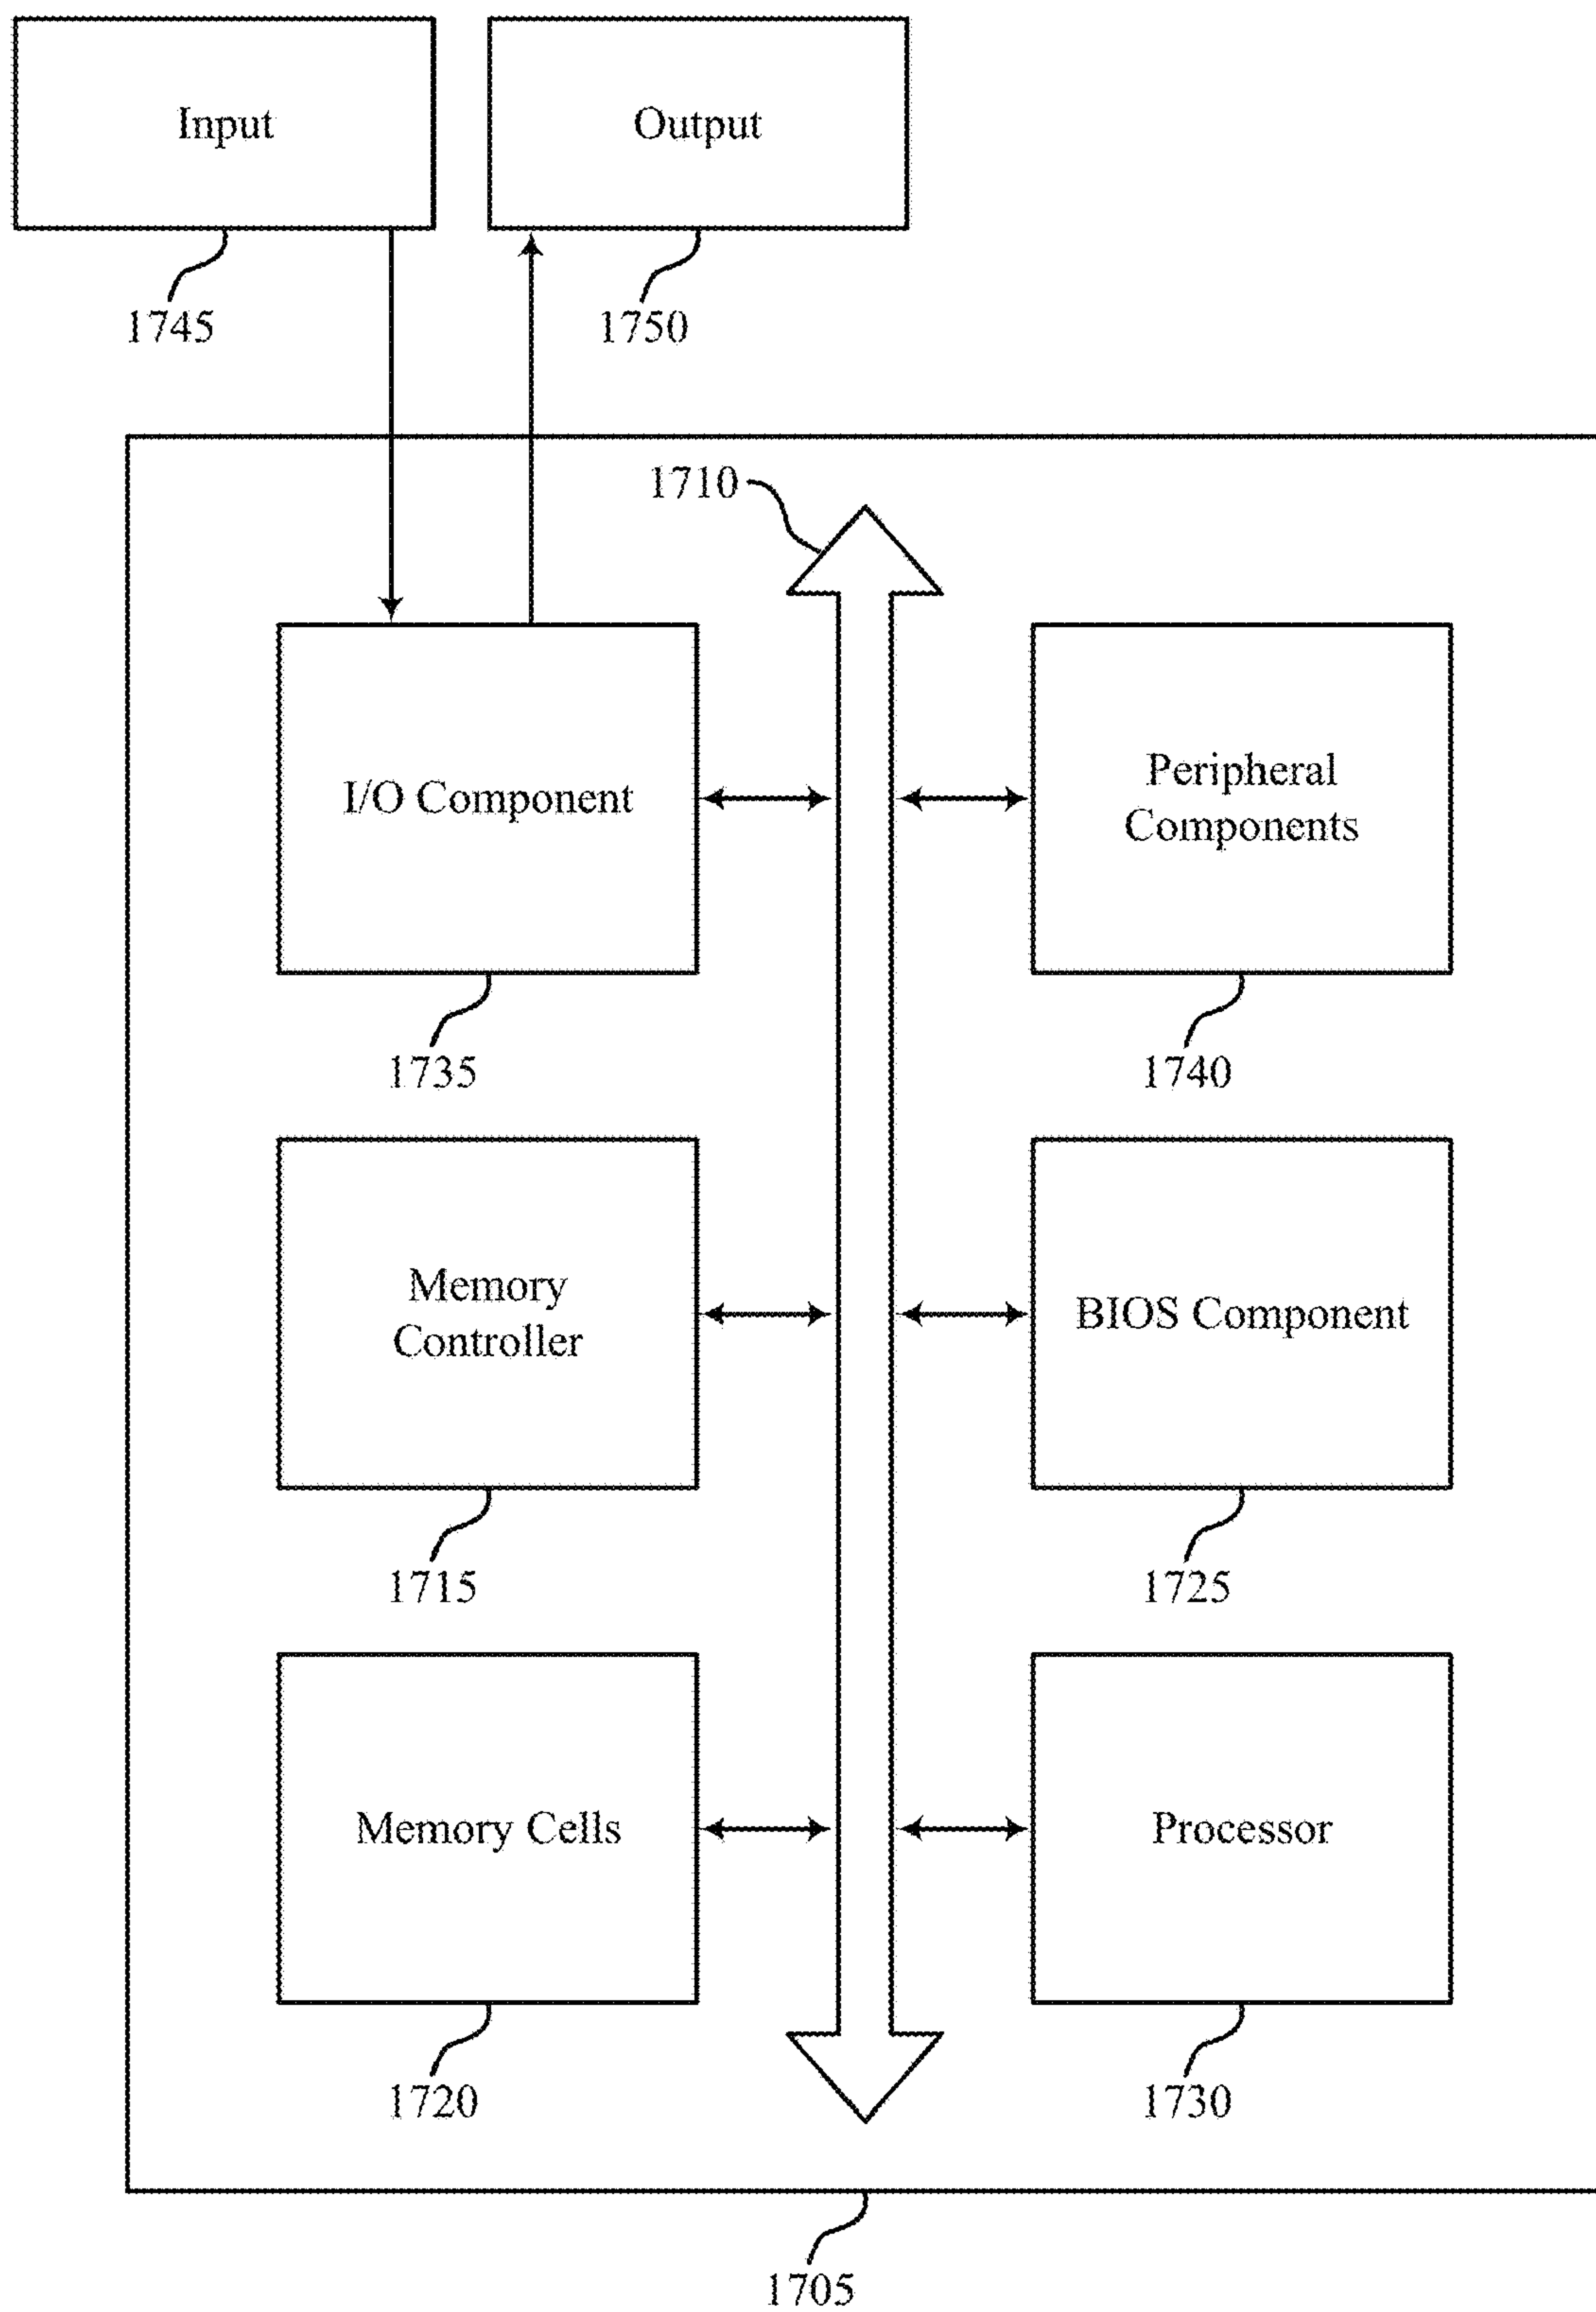 Input
Output
1745
1750
1710
I/O Component
Peripheral
Components
1735
1740
Memory
Controller
BIOS Component
1715
1725
Memory Cells
Processor
1720
1730
1705